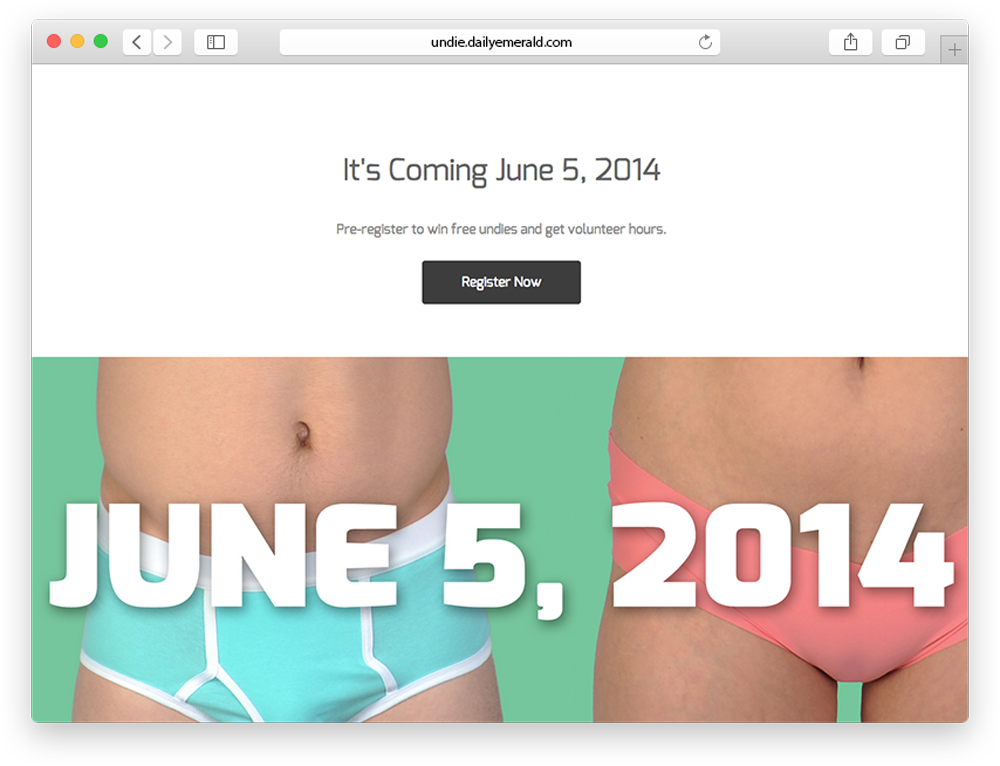 undie.dailyemerald.com
It's Coming June 5, 2014
Pre-register to win free undies and get volunteer hours.
Register Now
JUNE 5, 2014